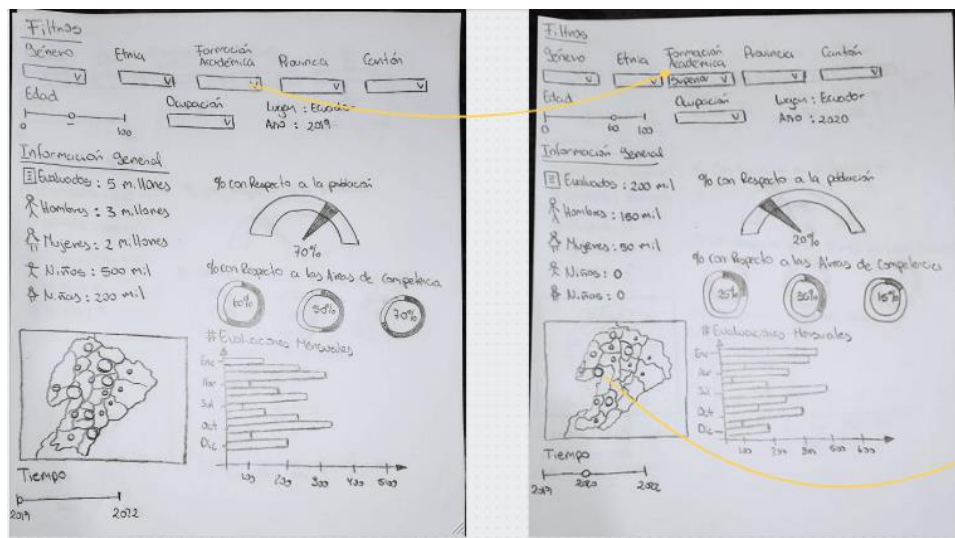 Filtros
Género Etnia Formación Académica Provincia Cantón
Edad
Ocupación
Lugar : Ecuador
Año : 2019
0 100
Información General
Evaluados : 5 millones
Hombres : 3 millones
Mujeres : 2 millones
Niños : 500 mil
Niñas : 200 mil
% con Respecto a la población
70%
% con Respecto a las Áreas de Competencia
60% 50% 70%
# Evaluaciones Mensuales
Ene
Mar
Jul
Oct
Dic
100 200 300 400 500
Tiempo
2019 2022
Filtros
Género Etnia Formación Académica Provincia Cantón
Superior
Edad
Ocupación
Lugar : Ecuador
Año : 2020
0 60 100
Información General
Evaluados : 200 mil
Hombres : 150 mil
Mujeres : 50 mil
Niños : 0
Niñas : 0
% con Respecto a la población
20%
% con Respecto a las Áreas de Competencias
35% 30% 15%
# Evaluaciones Mensuales
Ene
Mar
Jul
Oct
Dic
100 200 300 500 600
Tiempo
2019 2020 2022